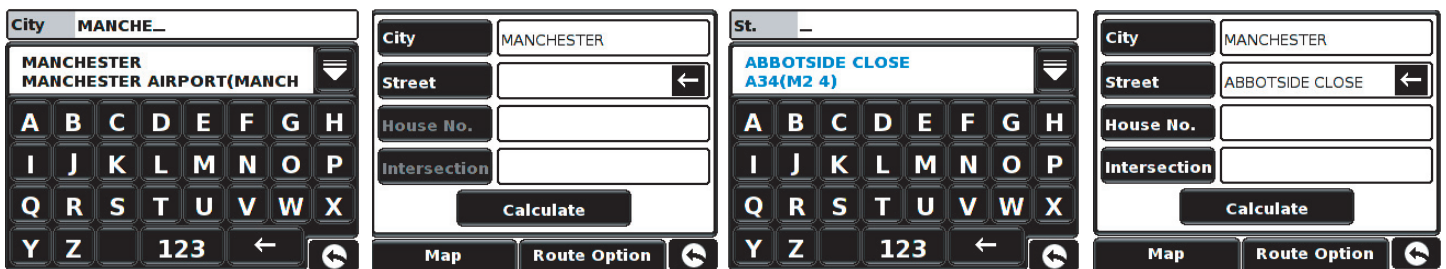 City MANCHE_
MANCHESTER
MANCHESTER AIRPORT(MANCH
A B C D E F G H
I J K L M N O P
Q R S T U V W X
Y Z 123
City MANCHESTER
Street
House No.
Intersection
Calculate
Map Route Option
St. _
ABBOTSIDE CLOSE
A34(M2 4)
A B C D E F G H
I J K L M N O P
Q R S T U V W X
Y Z 123
City MANCHESTER
Street ABBOTSIDE CLOSE
House No.
Intersection
Calculate
Map Route Option